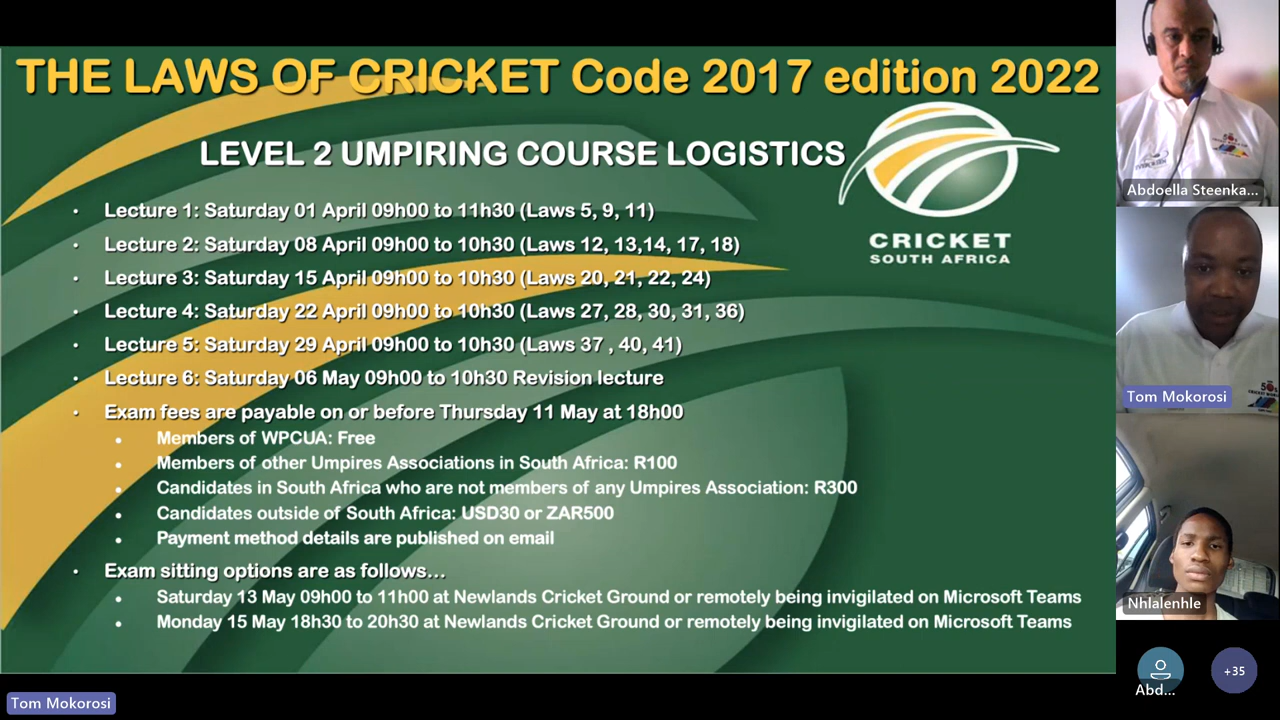 THE LAWS OF CRICKET Code 2017 edition 2022
LEVEL 2 UMPIRING COURSE LOGISTICS
CRICKET
SOUTH AFRICA
• Lecture 1: Saturday 01 April 09h00 to 11h30 (Laws 5, 9, 11)
• Lecture 2: Saturday 08 April 09h00 to 10h30 (Laws 12, 13,14, 17, 18)
• Lecture 3: Saturday 15 April 09h00 to 10h30 (Laws 20, 21, 22, 24)
• Lecture 4: Saturday 22 April 09h00 to 10h30 (Laws 27, 28, 30, 31, 36)
• Lecture 5: Saturday 29 April 09h00 to 10h30 (Laws 37 , 40, 41)
• Lecture 6: Saturday 06 May 09h00 to 10h30 Revision lecture
• Exam fees are payable on or before Thursday 11 May at 18h00
• Members of WPCUA: Free
• Members of other Umpires Associations in South Africa: R100
• Candidates in South Africa who are not members of any Umpires Association: R300
• Candidates outside of South Africa: USD30 or ZAR500
• Payment method details are published on email
• Exam sitting options are as follows...
• Saturday 13 May 09h00 to 11h00 at Newlands Cricket Ground or remotely being invigilated on Microsoft Teams
• Monday 15 May 18h30 to 20h30 at Newlands Cricket Ground or remotely being invigilated on Microsoft Teams
Tom Mokorosi
Abdoella Steenka...
Tom Mokorosi
Nhlalenhle
Abd...
+35